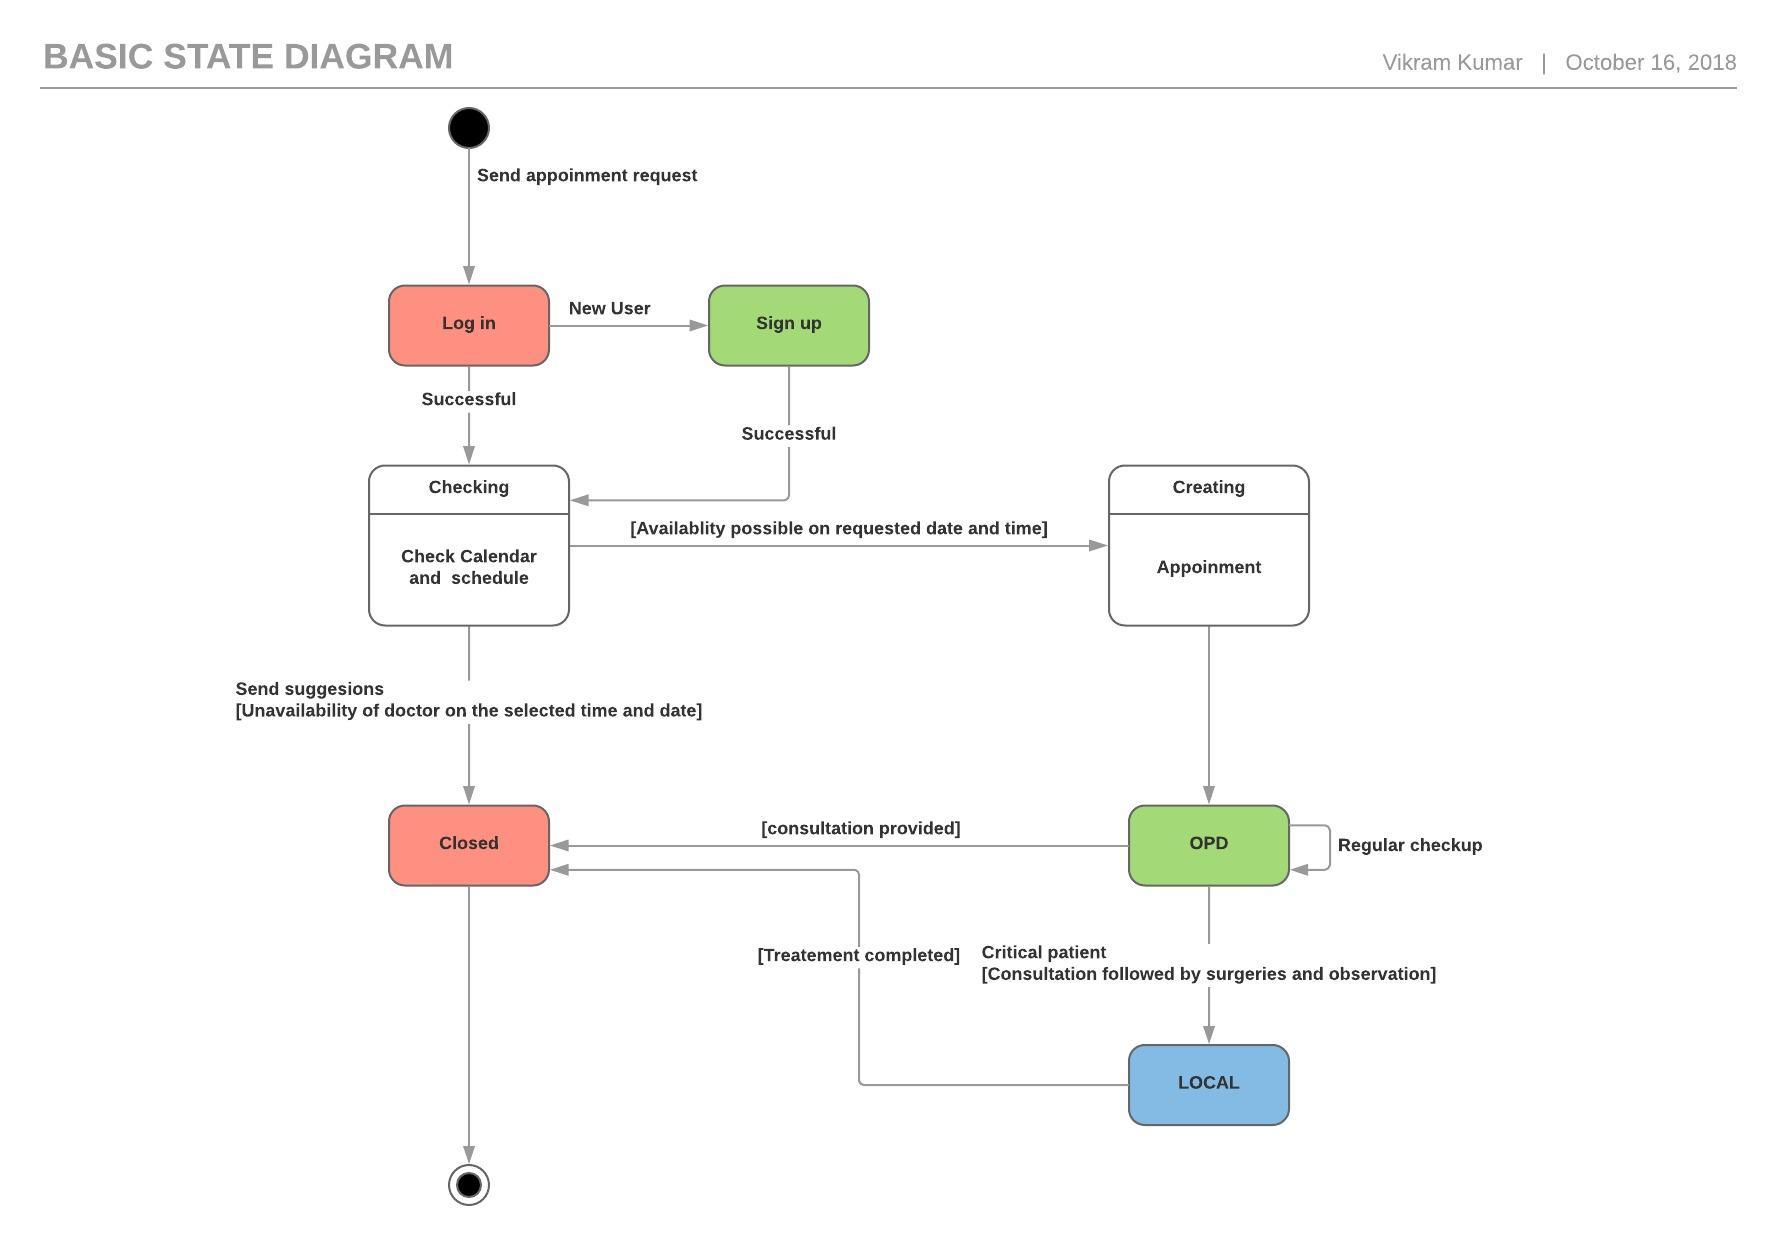 BASIC STATE DIAGRAM
Vikram Kumar | October 16, 2018
Send appoinment request
Log in
New User
Sign up
Successful
Successful
Checking
Creating
[Availablity possible on requested date and time]
Check Calendar
and schedule
Appoinment
Send suggesions
[Unavailability of doctor on the selected time and date]
Closed
[consultation provided]
OPD
Regular checkup
[Treatement completed]
Critical patient
[Consultation followed by surgeries and observation]
LOCAL